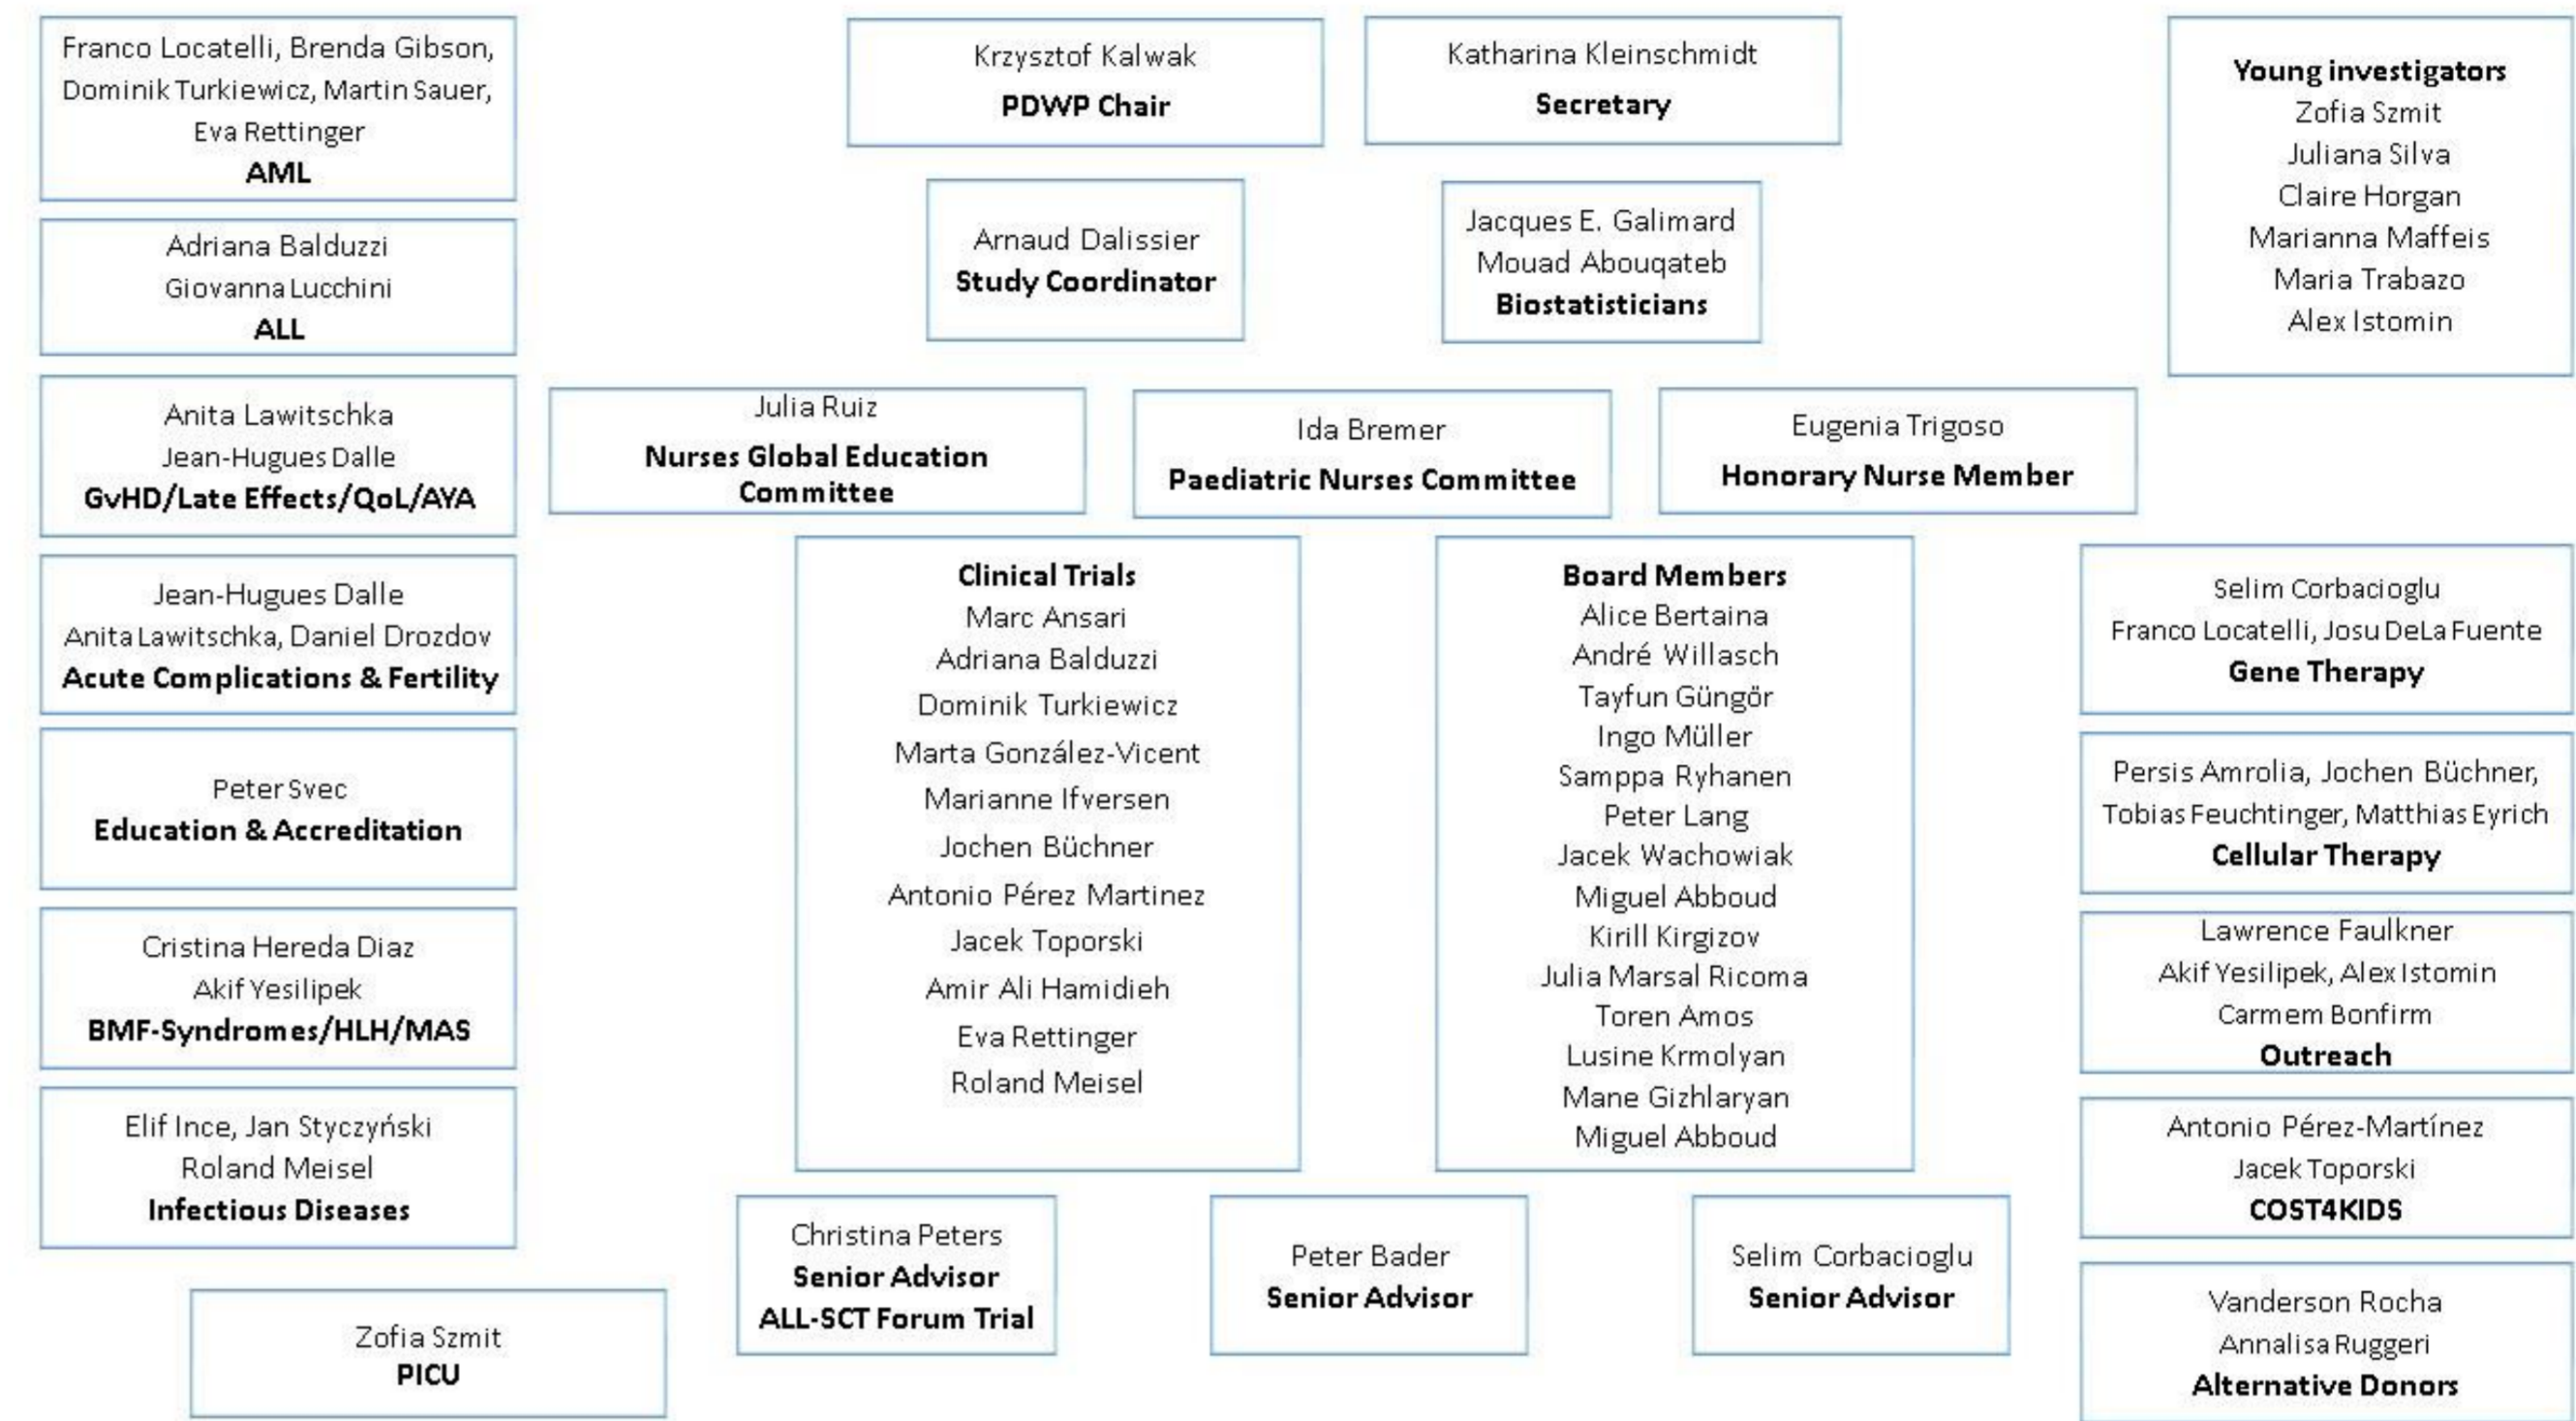 Franco Locatelli, Brenda Gibson,
Dominik Turkiewicz, Martin Sauer,
Eva Rettinger
AML
Adriana Balduzzi
Giovanna Lucchini
ALL
Anita Lawitschka
Jean-Hugues Dalle
GvHD/Late Effects/QoL/AYA
Jean-Hugues Dalle
Anita Lawitschka, Daniel Drozdov
Acute Complications & Fertility
Peter Svec
Education & Accreditation
Cristina Hereda Diaz
Akif Yesilipek
BMF-Syndromes/HLH/MAS
Elif Ince, Jan Styczyński
Roland Meisel
Infectious Diseases
Zofia Szmit
PICU
Krzysztof Kalwak
PDWP Chair
Katharina Kleinschmidt
Secretary
Arnaud Dalissier
Study Coordinator
Jacques E. Galimard
Mouad Abouqateb
Biostatisticians
Julia Ruiz
Nurses Global Education
Committee
Ida Bremer
Paediatric Nurses Committee
Eugenia Trigoso
Honorary Nurse Member
Clinical Trials
Marc Ansari
Adriana Balduzzi
Dominik Turkiewicz
Marta González-Vicent
Marianne Ifversen
Jochen Büchner
Antonio Pérez Martinez
Jacek Toporski
Amir Ali Hamidieh
Eva Rettinger
Roland Meisel
Board Members
Alice Bertaina
André Willasch
Tayfun Güngör
Ingo Müller
Samppa Ryhanen
Peter Lang
Jacek Wachowiak
Miguel Abboud
Kirill Kirgizov
Julia Marsal Ricoma
Toren Amos
Lusine Krmolyan
Mane Gizhlaryan
Miguel Abboud
Christina Peters
Senior Advisor
ALL-SCT Forum Trial
Peter Bader
Senior Advisor
Selim Corbacioglu
Senior Advisor
Young investigators
Zofia Szmit
Juliana Silva
Claire Horgan
Marianna Maffeis
Maria Trabazo
Alex Istomin
Selim Corbacioglu
Franco Locatelli, Josu DeLa Fuente
Gene Therapy
Persis Amrolia, Jochen Büchner,
Tobias Feuchtinger, Matthias Eyrich
Cellular Therapy
Lawrence Faulkner
Akif Yesilipek, Alex Istomin
Carmem Bonfirm
Outreach
Antonio Pérez-Martínez
Jacek Toporski
COST4KIDS
Vanderson Rocha
Annalisa Ruggeri
Alternative Donors